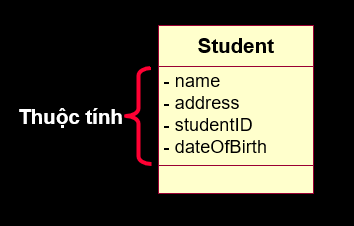 Student
- name
- address
- studentID
- dateOfBirth
Thuộc tính